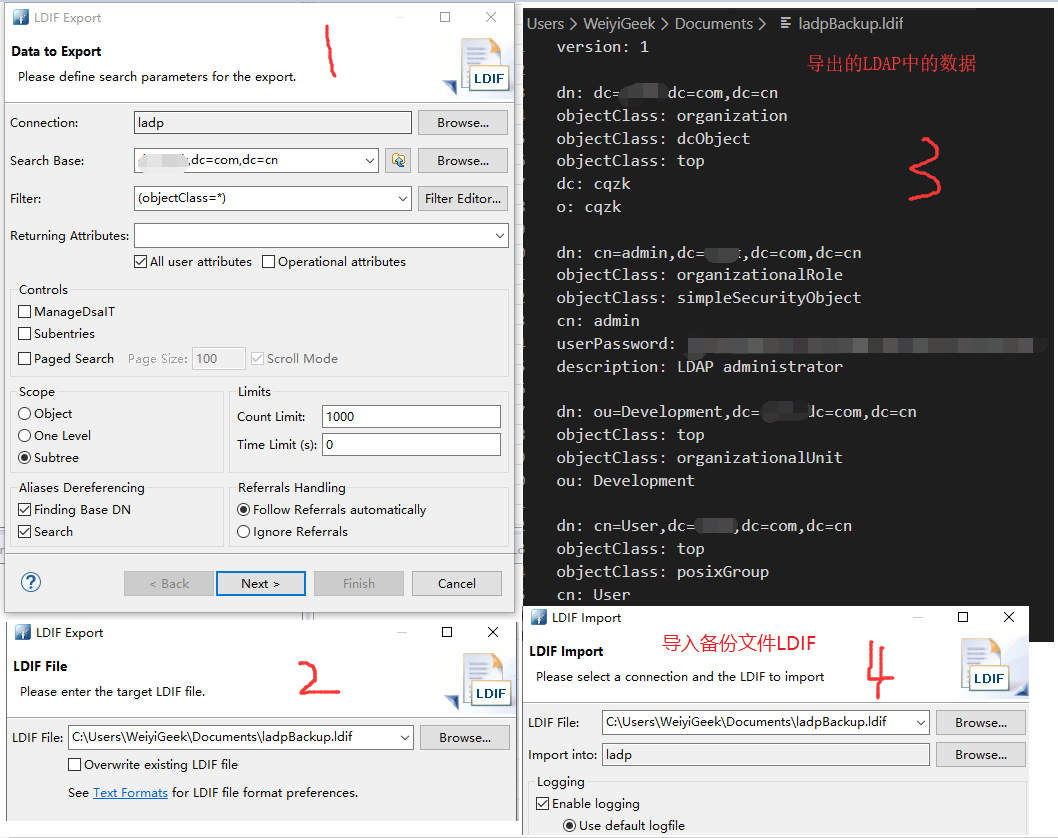 LDIF Export
Data to Export
Please define search parameters for the export.
LDIF
1
Connection: ladp Browse...
Search Base: ,dc=com,dc=cn Browse...
Filter: (objectClass=*) Filter Editor...
Returning Attributes:
All user attributes Operational attributes
Controls
ManageDsaIT
Subentries
Paged Search Page Size: 100 Scroll Mode
Scope
Object
One Level
Subtree
Limits
Count Limit: 1000
Time Limit (s): 0
Aliases Dereferencing
Finding Base DN
Search
Referrals Handling
Follow Referrals automatically
Ignore Referrals
? < Back Next > Finish Cancel
LDIF Export
LDIF File
Please enter the target LDIF file.
LDIF
2
LDIF File: C:\Users\WeiyiGeek\Documents\ladpBackup.ldif Browse...
Overwrite existing LDIF file
See Text Formats for LDIF file format preferences.
Users > WeiyiGeek > Documents > ladpBackup.ldif
version: 1
导出的LDAP中的数据
3
dn: dc= dc=com,dc=cn
objectClass: organization
objectClass: dcObject
objectClass: top
dc: cqzk
o: cqzk
dn: cn=admin,dc= ,dc=com,dc=cn
objectClass: organizationalRole
objectClass: simpleSecurityObject
cn: admin
userPassword:
description: LDAP administrator
dn: ou=Development,dc= dc=com,dc=cn
objectClass: top
objectClass: organizationalUnit
ou: Development
dn: cn=User,dc= ,dc=com,dc=cn
objectClass: top
objectClass: posixGroup
cn: User
LDIF Import
LDIF Import
导入备份文件LDIF
Please select a connection and the LDIF to import
LDIF
4
LDIF File: C:\Users\WeiyiGeek\Documents\ladpBackup.ldif Browse...
Import into: ladp Browse...
Logging
Enable logging
Use default logfile